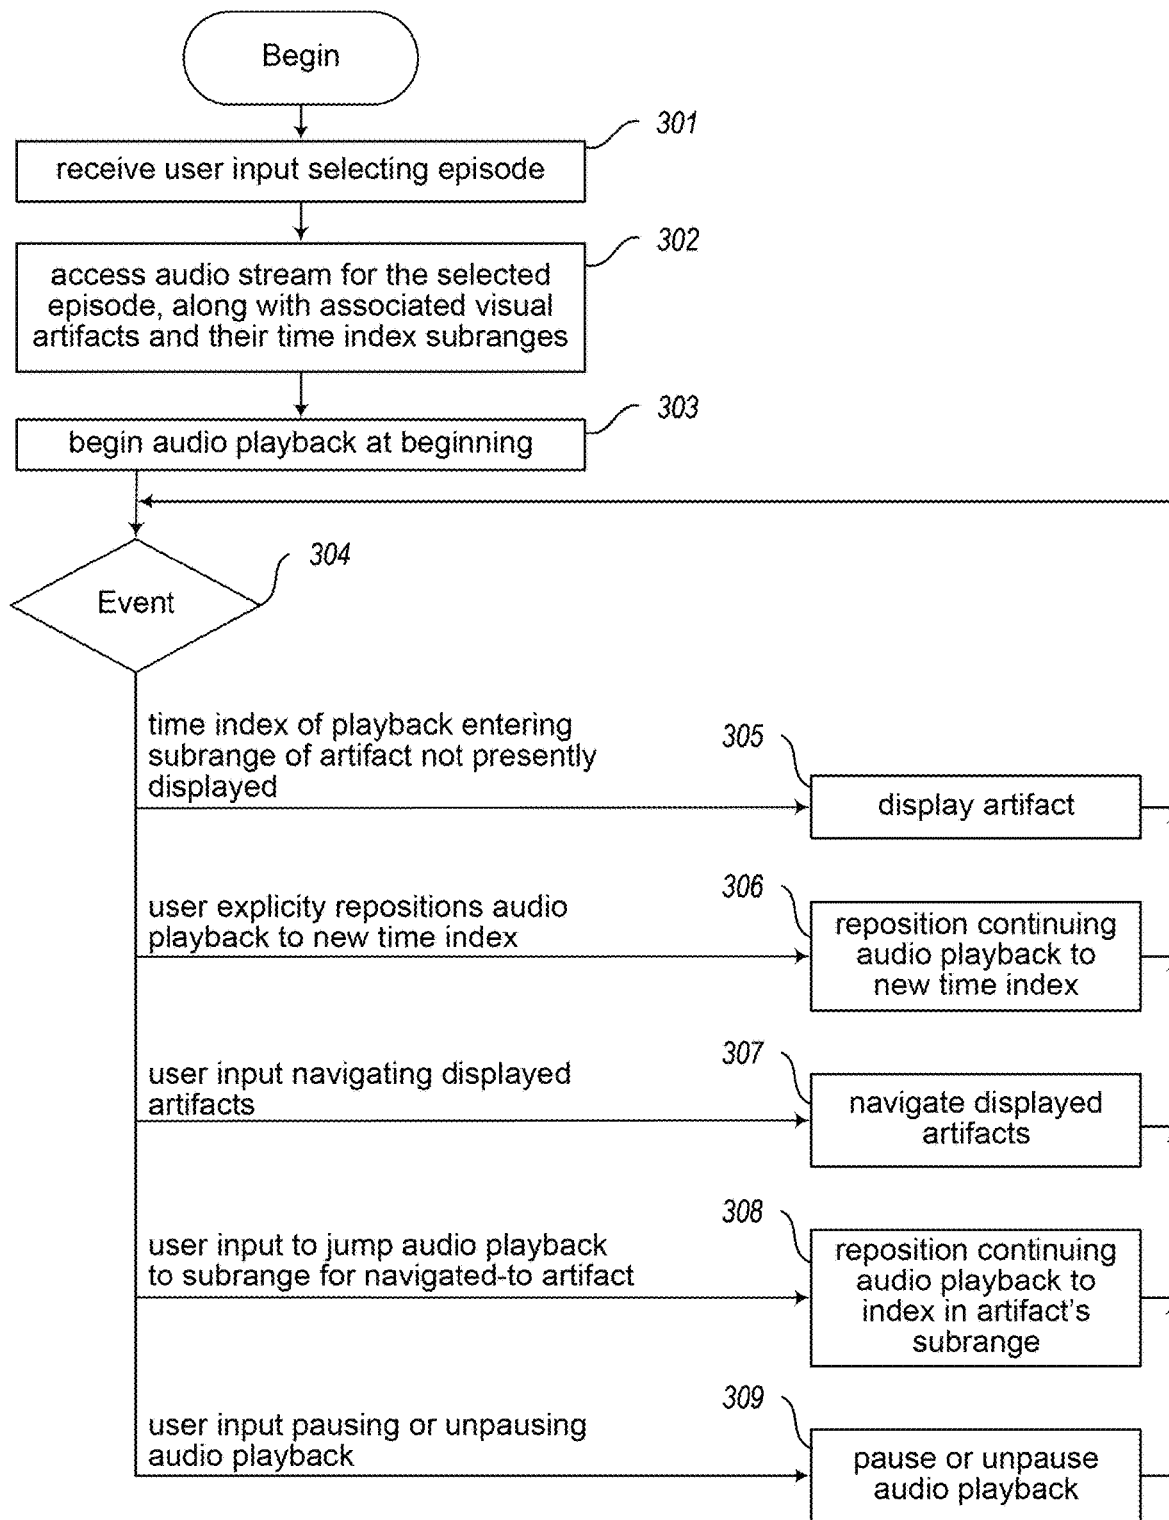 Begin
301
receive user input selecting episode
302
access audio stream for the selected
episode, along with associated visual
artifacts and their time index subranges
303
begin audio playback at beginning
304
Event
time index of playback entering
subrange of artifact not presently
displayed
305
display artifact
user explicity repositions audio
playback to new time index
306
reposition continuing
audio playback to
new time index
user input navigating displayed
artifacts
307
navigate displayed
artifacts
user input to jump audio playback
to subrange for navigated-to artifact
308
reposition continuing
audio playback to
index in artifact's
subrange
user input pausing or unpausing
audio playback
309
pause or unpause
audio playback